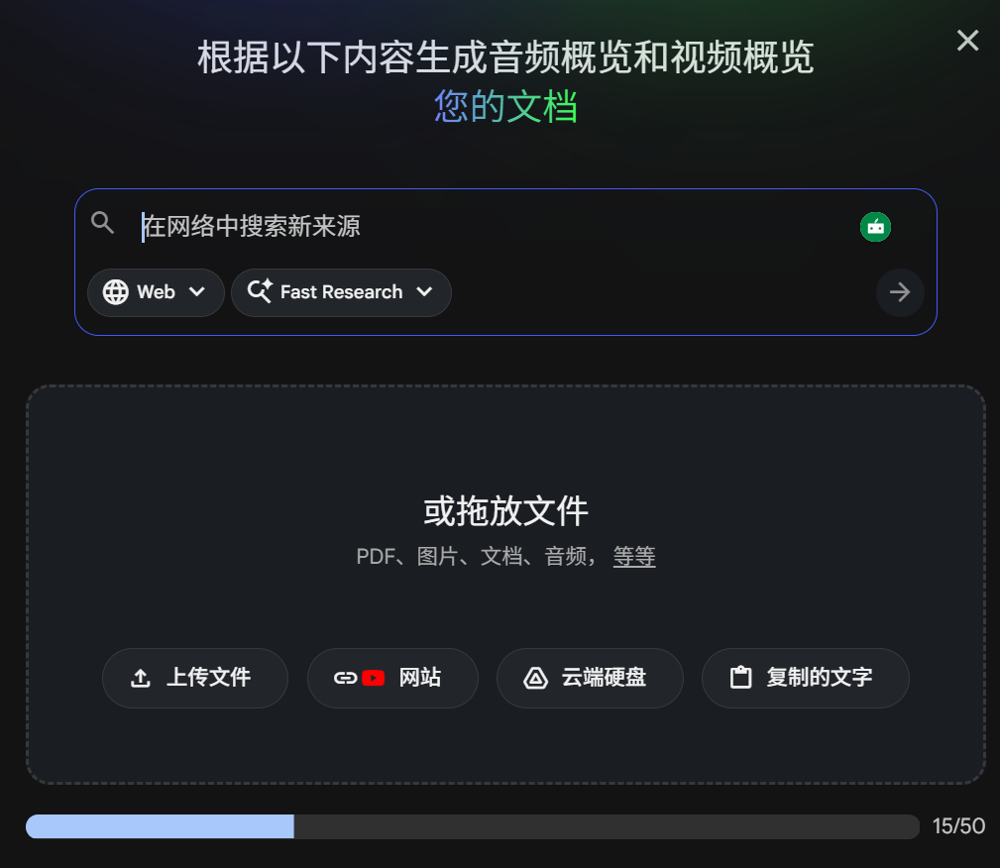 根据以下内容生成音频概览和视频概览
您的文档
在网络中搜索新来源
Web
Fast Research
或拖放文件
PDF、图片、文档、音频， 等等
上传文件
网站
云端硬盘
复制的文字
15/50